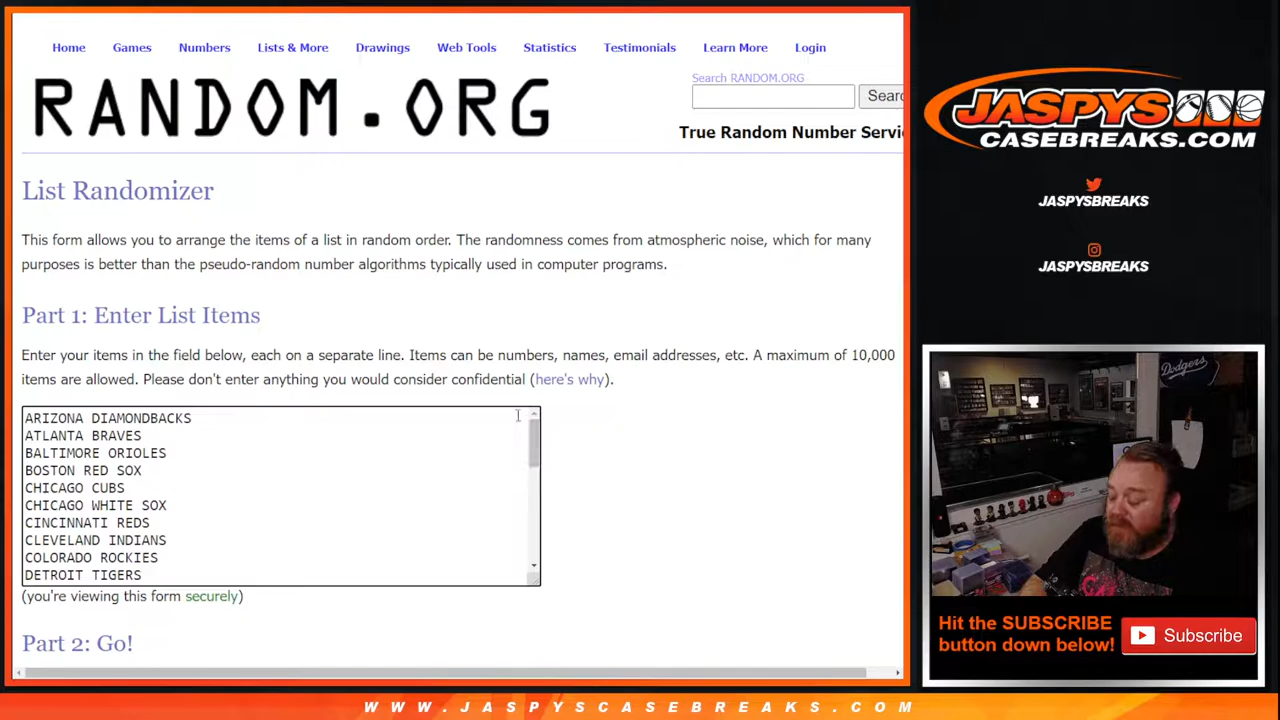 Home Games Numbers Lists & More Drawings Web Tools Statistics Testimonials Learn More Login
RANDOM.ORG
Search RANDOM.ORG
Searc
True Random Number Servi
List Randomizer
This form allows you to arrange the items of a list in random order. The randomness comes from atmospheric noise, which for many
purposes is better than the pseudo-random number algorithms typically used in computer programs.
Part 1: Enter List Items
Enter your items in the field below, each on a separate line. Items can be numbers, names, email addresses, etc. A maximum of 10,000
items are allowed. Please don't enter anything you would consider confidential (here's why).
ARIZONA DIAMONDBACKS
ATLANTA BRAVES
BALTIMORE ORIOLES
BOSTON RED SOX
CHICAGO CUBS
CHICAGO WHITE SOX
CINCINNATI REDS
CLEVELAND INDIANS
COLORADO ROCKIES
DETROIT TIGERS
(you're viewing this form securely)
Part 2: Go!
JASPYS
CASEBREAKS.COM
JASPYSBREAKS
JASPYSBREAKS
Dodgers
Hit the SUBSCRIBE
button down below!
Subscribe
WWW.JASPYSCASEBREAKS.COM